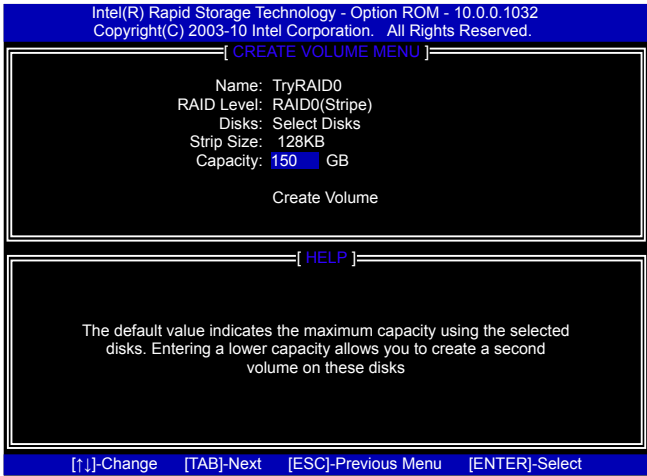 Intel(R) Rapid Storage Technology - Option ROM - 10.0.0.1032
Copyright(C) 2003-10 Intel Corporation. All Rights Reserved.
[ CREATE VOLUME MENU ]
Name: TryRAID0
RAID Level: RAID0(Stripe)
Disks: Select Disks
Strip Size: 128KB
Capacity: 150 GB
Create Volume
[ HELP ]
The default value indicates the maximum capacity using the selected
disks. Entering a lower capacity allows you to create a second
volume on these disks
[↑↓]-Change [TAB]-Next [ESC]-Previous Menu [ENTER]-Select